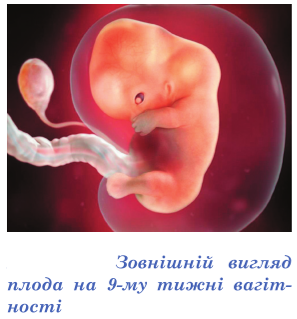 Зовнішній вигляд
плода на 9-му тижні вагіт-
ності